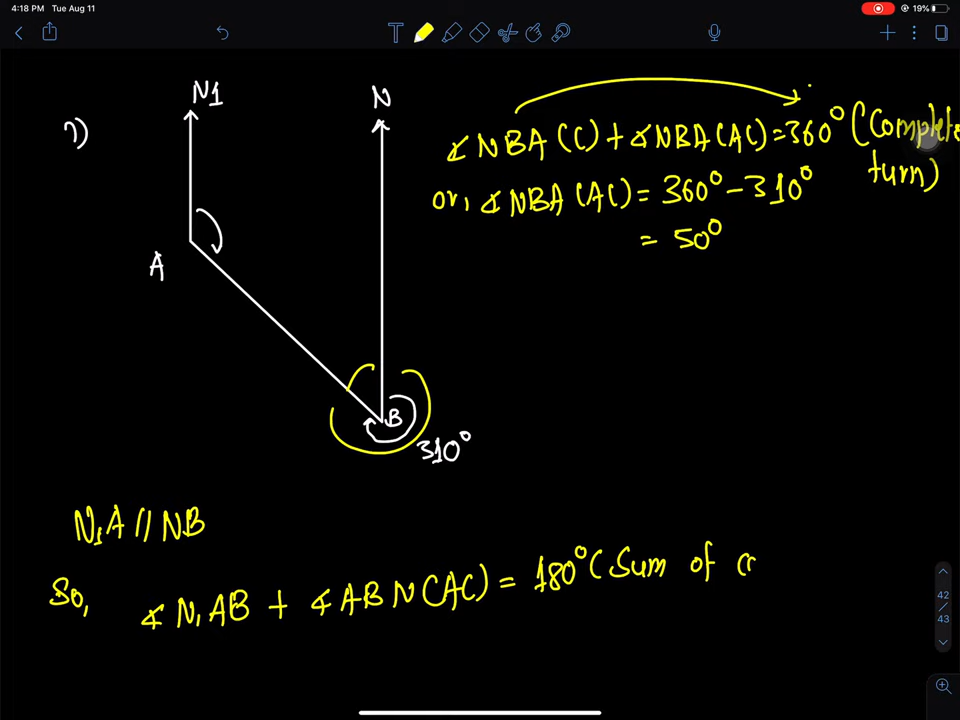 4:18 PM Tue Aug 11
19%
T
N1
N
7)
A
B
310°
∡NBA (C) + ∡NBA (AC) = 360° (Complete
turn)
or, ∡NBA (AC) = 360° - 310°
= 50°
N₁A // NB
So,
∡N₁AB + ∡ABN (AC) = 180° (Sum of
42
/
43